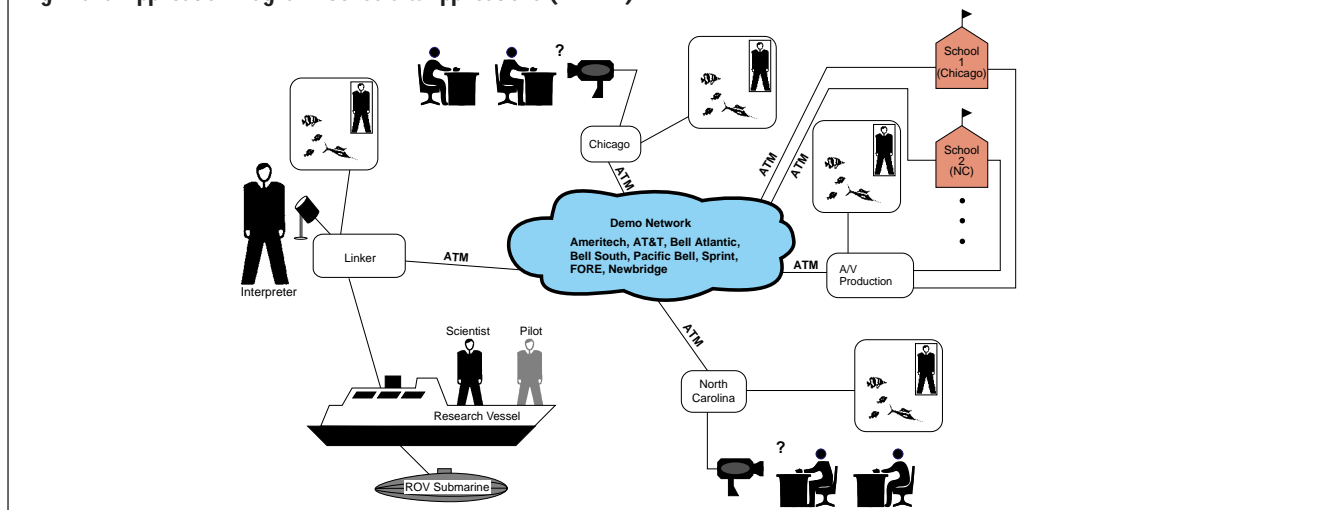 ?
School
1
(Chicago)
Chicago
ATM
ATM
ATM
School
2
(NC)
Demo Network
Ameritech, AT&T, Bell Atlantic,
Bell South, Pacific Bell, Sprint,
FORE, Newbridge
Linker
ATM
ATM
A/V
Production
Interpreter
Scientist
Pilot
ATM
North
Carolina
Research Vessel
?
ROV Submarine